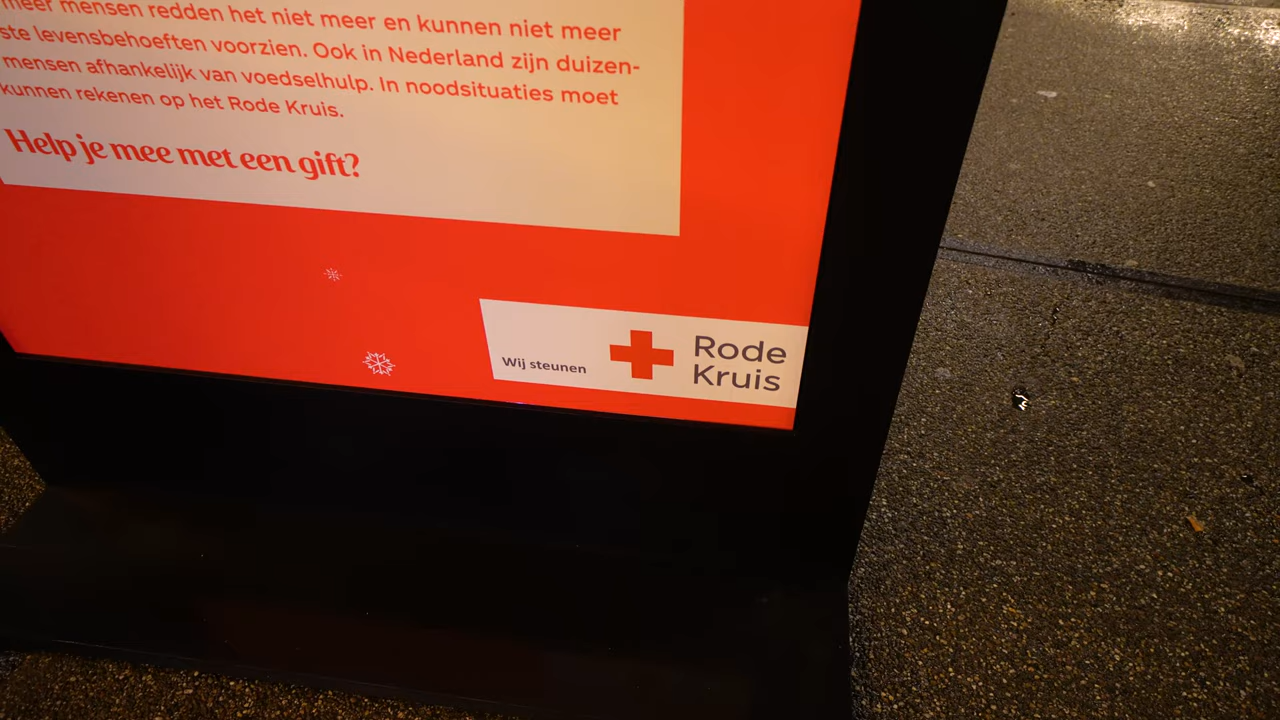 meer mensen redden het niet meer en kunnen niet meer
ste levensbehoeften voorzien. Ook in Nederland zijn duizen-
mensen afhankelijk van voedselhulp. In noodsituaties moet
kunnen rekenen op het Rode Kruis.
Help je mee met een gift?
Wij steunen
Rode
Kruis